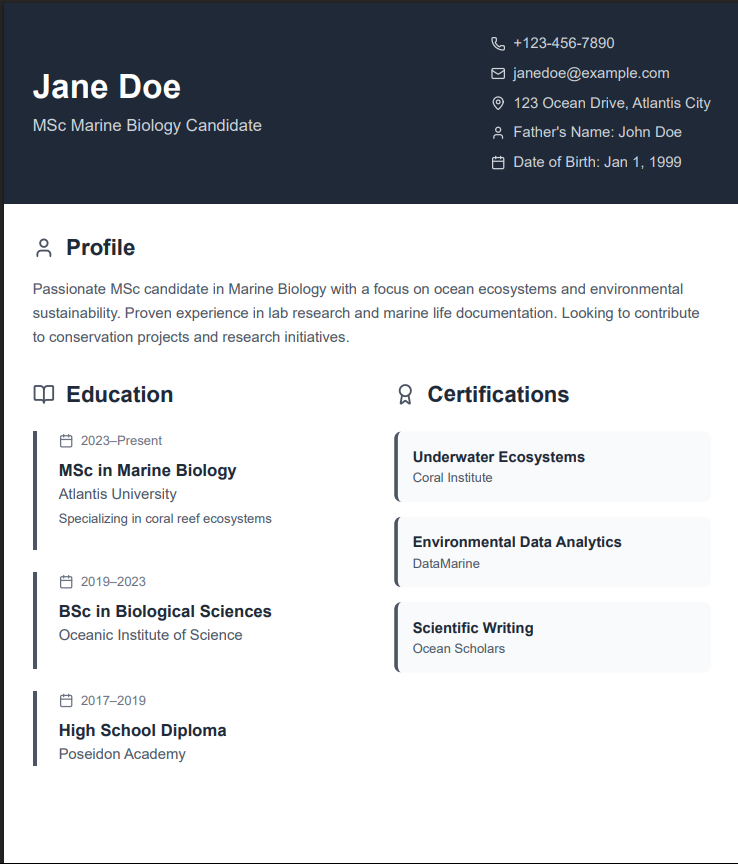 Jane Doe
MSc Marine Biology Candidate
+123-456-7890
janedoe@example.com
123 Ocean Drive, Atlantis City
Father's Name: John Doe
Date of Birth: Jan 1, 1999
Profile
Passionate MSc candidate in Marine Biology with a focus on ocean ecosystems and environmental
sustainability. Proven experience in lab research and marine life documentation. Looking to contribute
to conservation projects and research initiatives.
Education
2023–Present
MSc in Marine Biology
Atlantis University
Specializing in coral reef ecosystems
2019–2023
BSc in Biological Sciences
Oceanic Institute of Science
2017–2019
High School Diploma
Poseidon Academy
Certifications
Underwater Ecosystems
Coral Institute
Environmental Data Analytics
DataMarine
Scientific Writing
Ocean Scholars